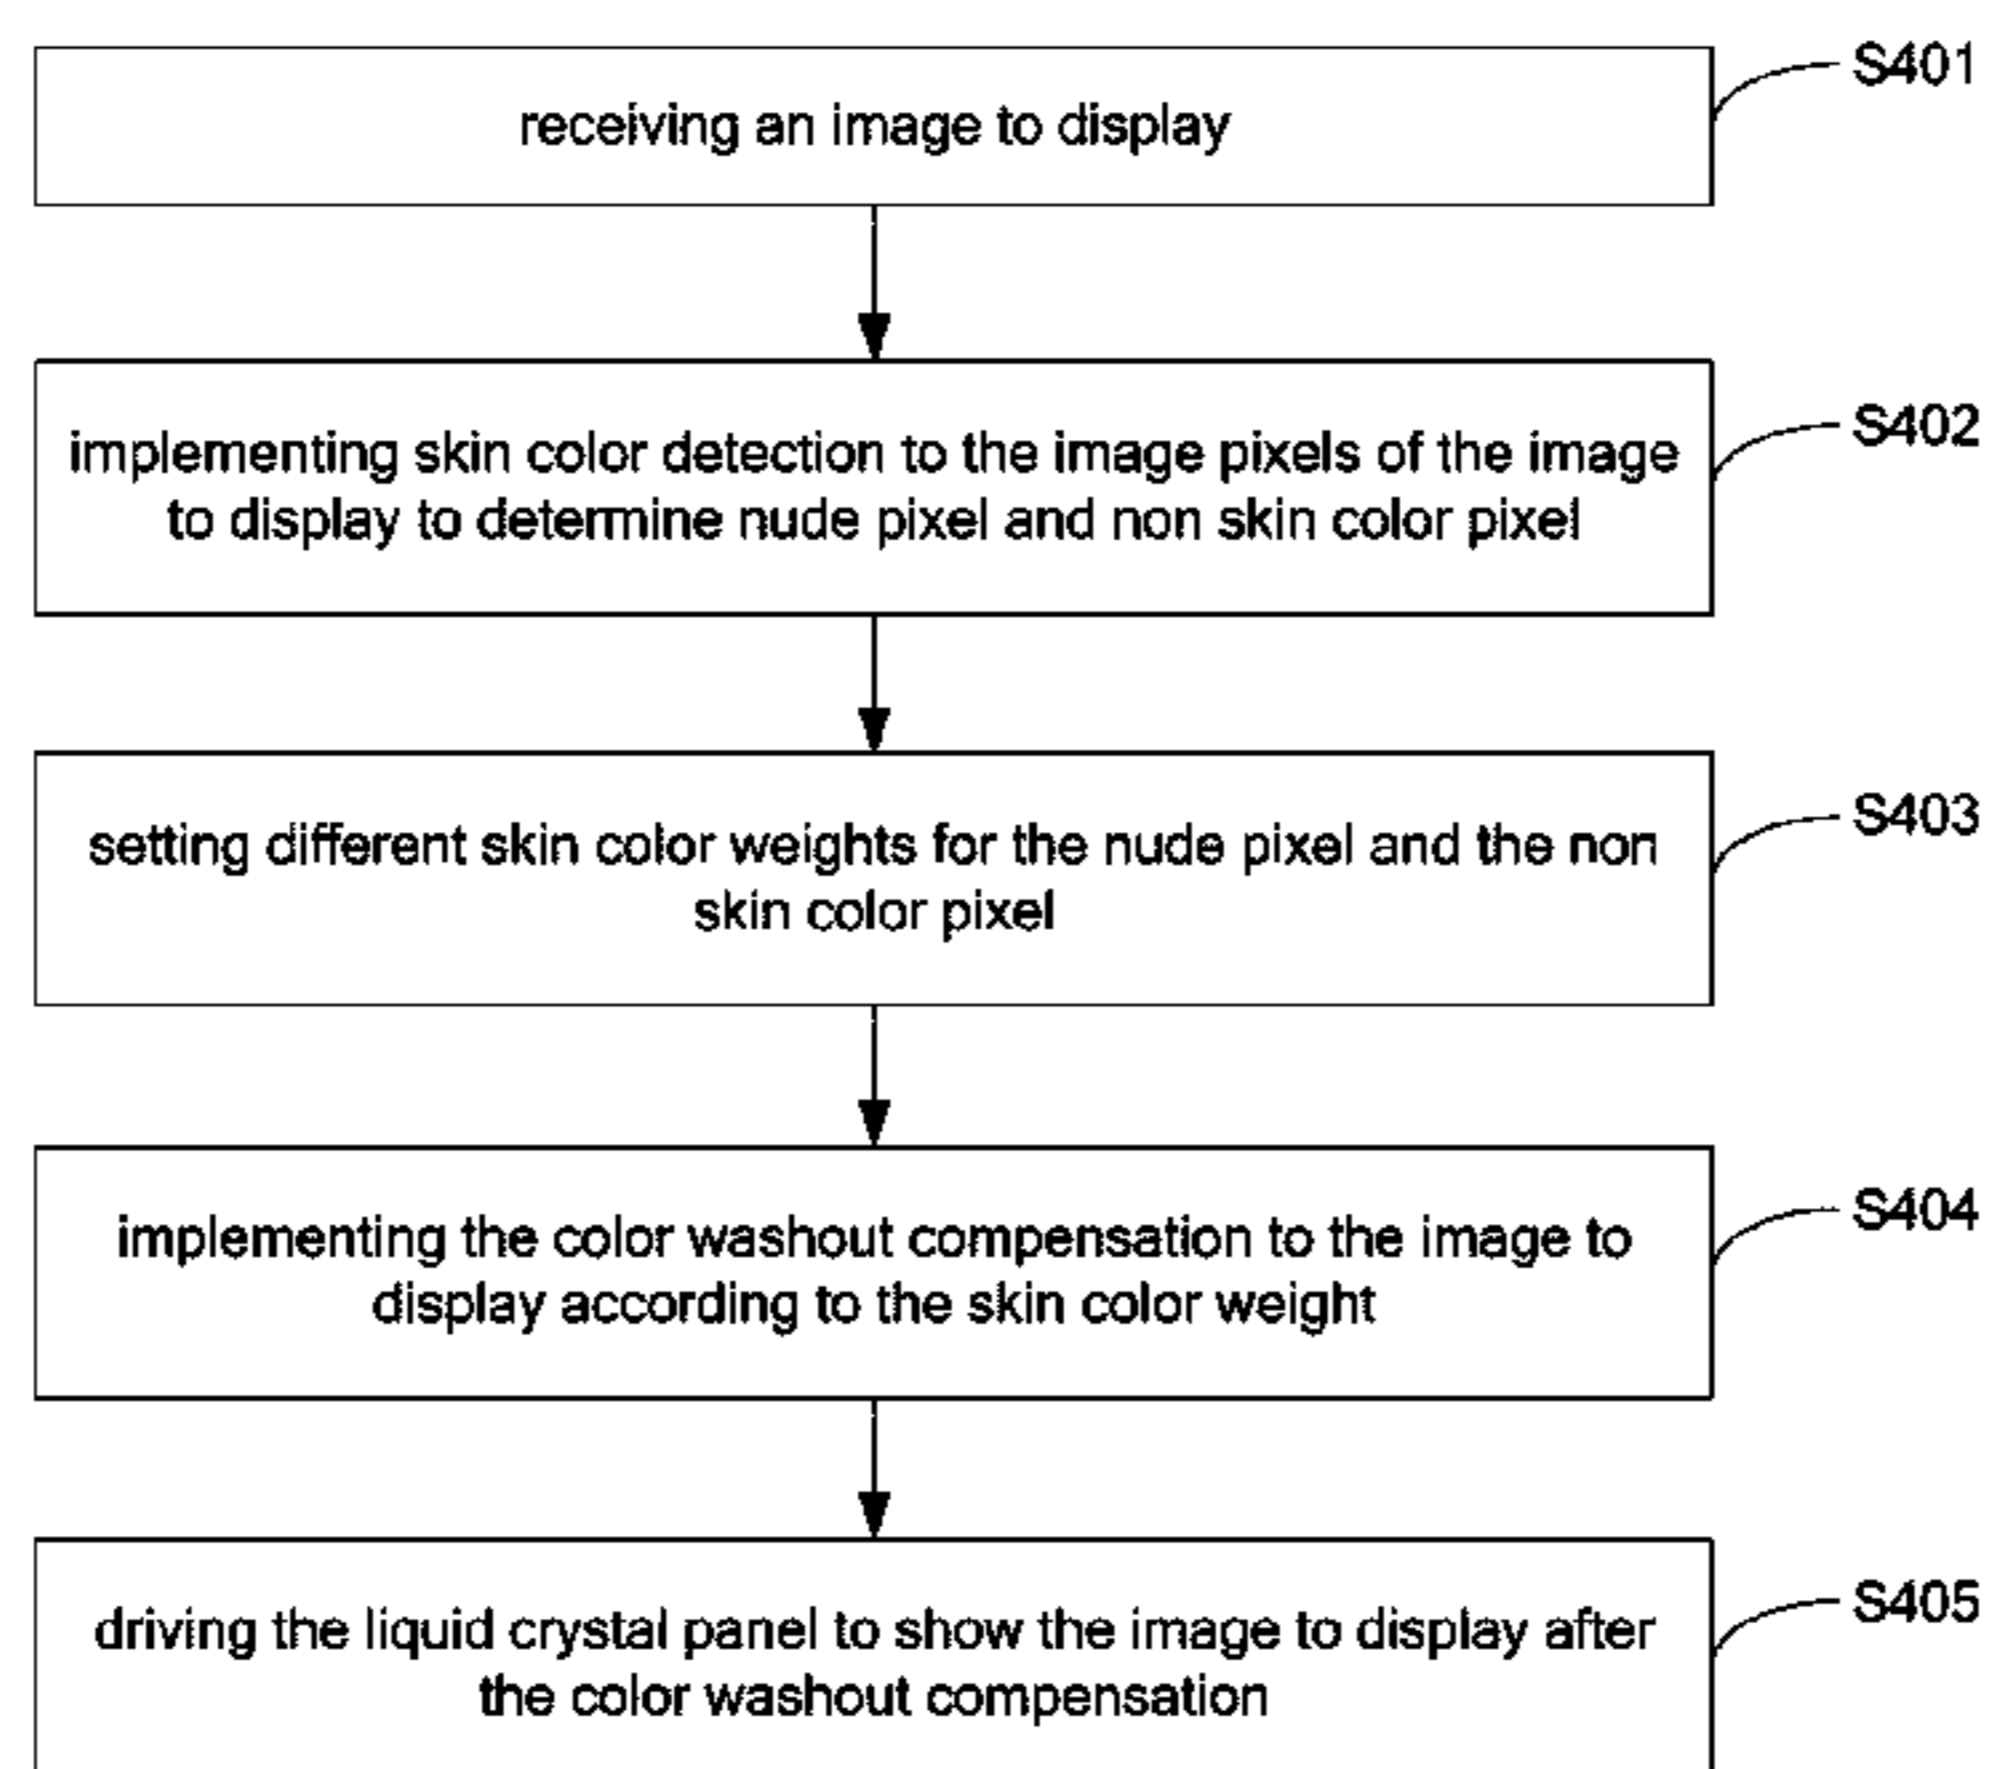 receiving an image to display
S401
implementing skin color detection to the image pixels of the image
to display to determine nude pixel and non skin color pixel
S402
setting different skin color weights for the nude pixel and the non
skin color pixel
S403
implementing the color washout compensation to the image to
display according to the skin color weight
S404
driving the liquid crystal panel to show the image to display after
the color washout compensation
S405